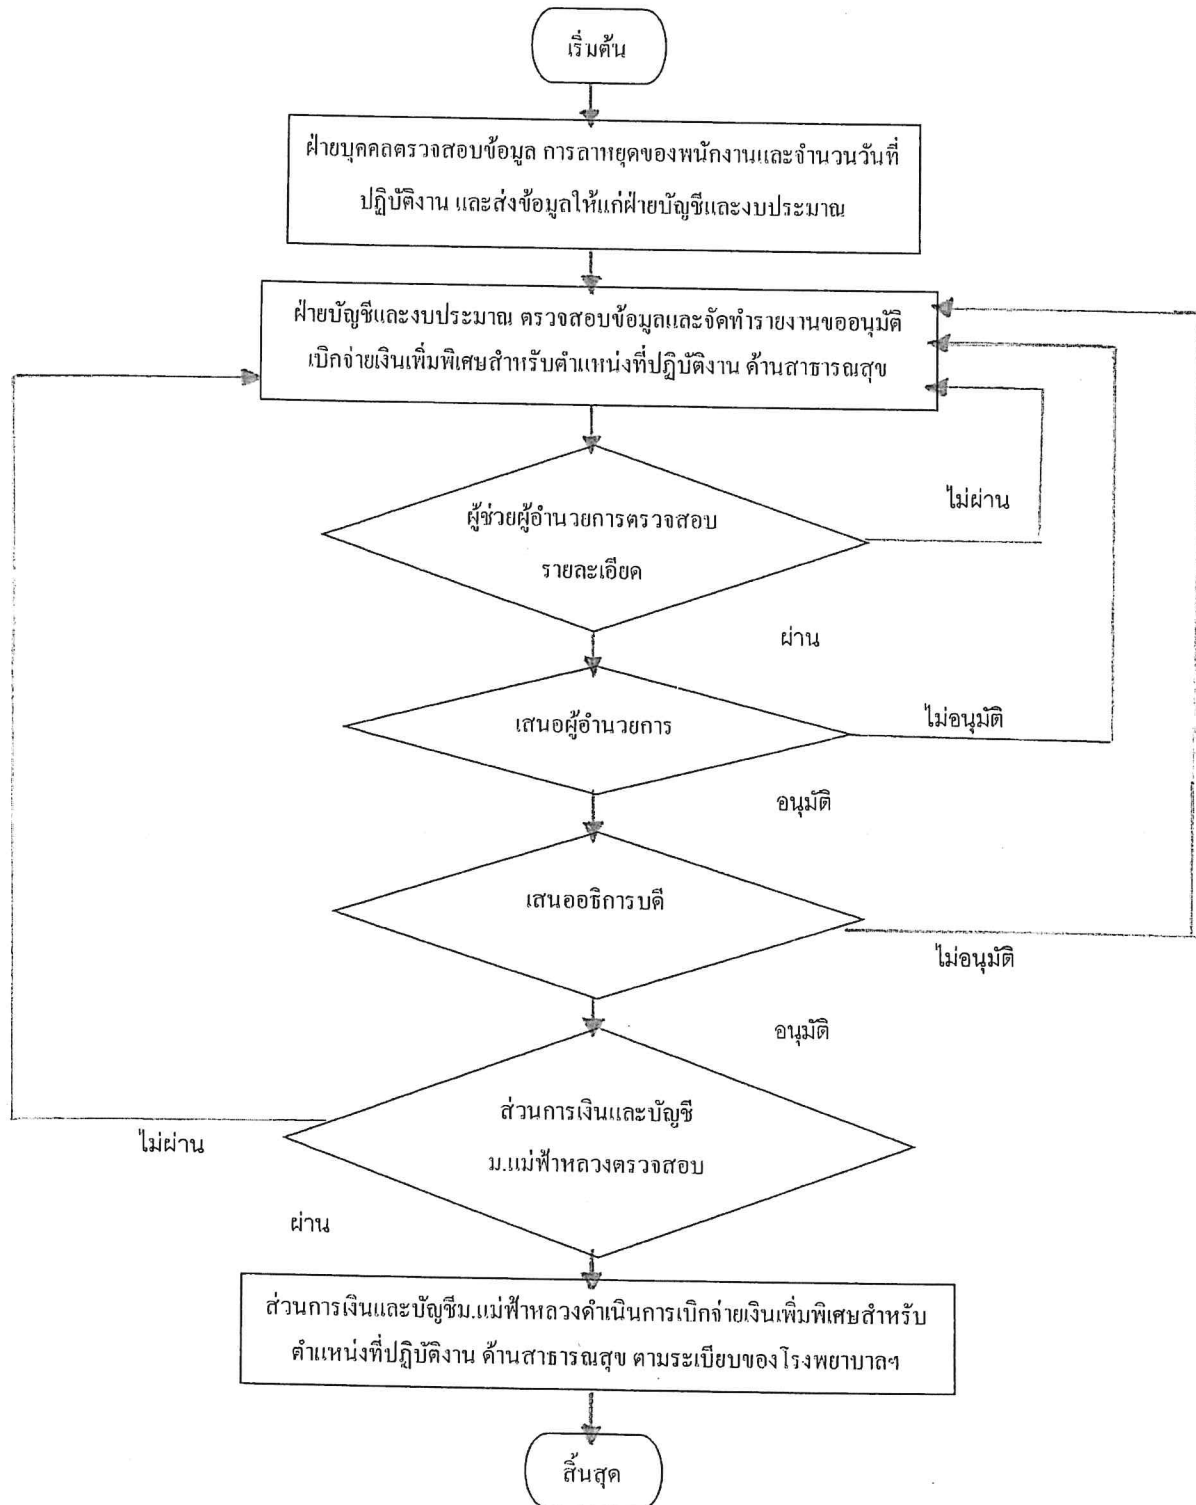 เริ่มต้น
ฝ่ายบุคคลตรวจสอบข้อมูล การลาหยุดของพนักงานและจำนวนวันที่
ปฏิบัติงาน และส่งข้อมูลให้แก่ฝ่ายบัญชีและงบประมาณ
ฝ่ายบัญชีและงบประมาณ ตรวจสอบข้อมูลและจัดทำรายงานขออนุมัติ
เบิกจ่ายเงินเพิ่มพิเศษสำหรับตำแหน่งที่ปฏิบัติงาน ด้านสาธารณสุข
ไม่ผ่าน
ผู้ช่วยผู้อำนวยการตรวจสอบ
รายละเอียด
ผ่าน
เสนอผู้อำนวยการ
ไม่อนุมัติ
อนุมัติ
เสนออธิการบดี
ไม่อนุมัติ
อนุมัติ
ส่วนการเงินและบัญชี
ม.แม่ฟ้าหลวงตรวจสอบ
ไม่ผ่าน
ผ่าน
ส่วนการเงินและบัญชีม.แม่ฟ้าหลวงดำเนินการเบิกจ่ายเงินเพิ่มพิเศษสำหรับ
ตำแหน่งที่ปฏิบัติงาน ด้านสาธารณสุข ตามระเบียบของโรงพยาบาลฯ
สิ้นสุด